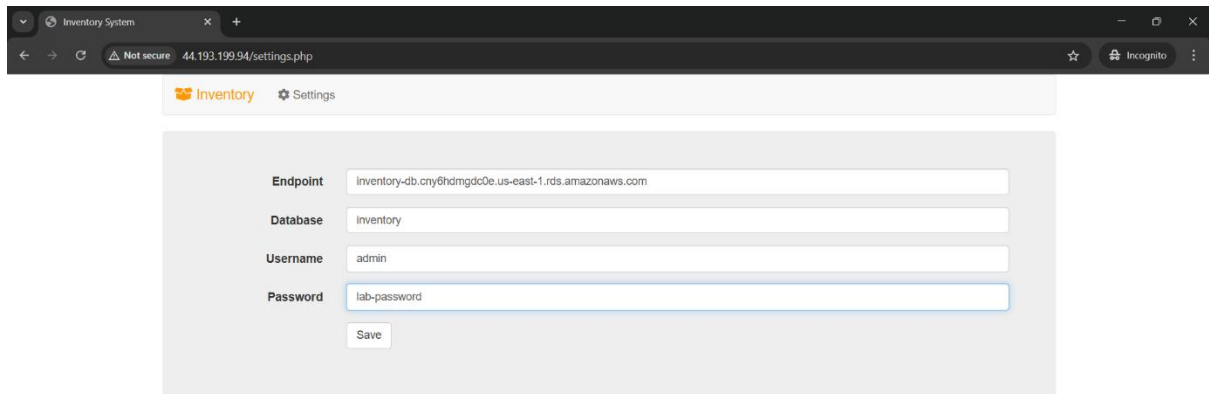 Inventory System
Not secure 44.193.199.94/settings.php
Incognito
Inventory Settings
Endpoint inventory-db.cny6hdmgdc0e.us-east-1.rds.amazonaws.com
Database inventory
Username admin
Password lab-password
Save